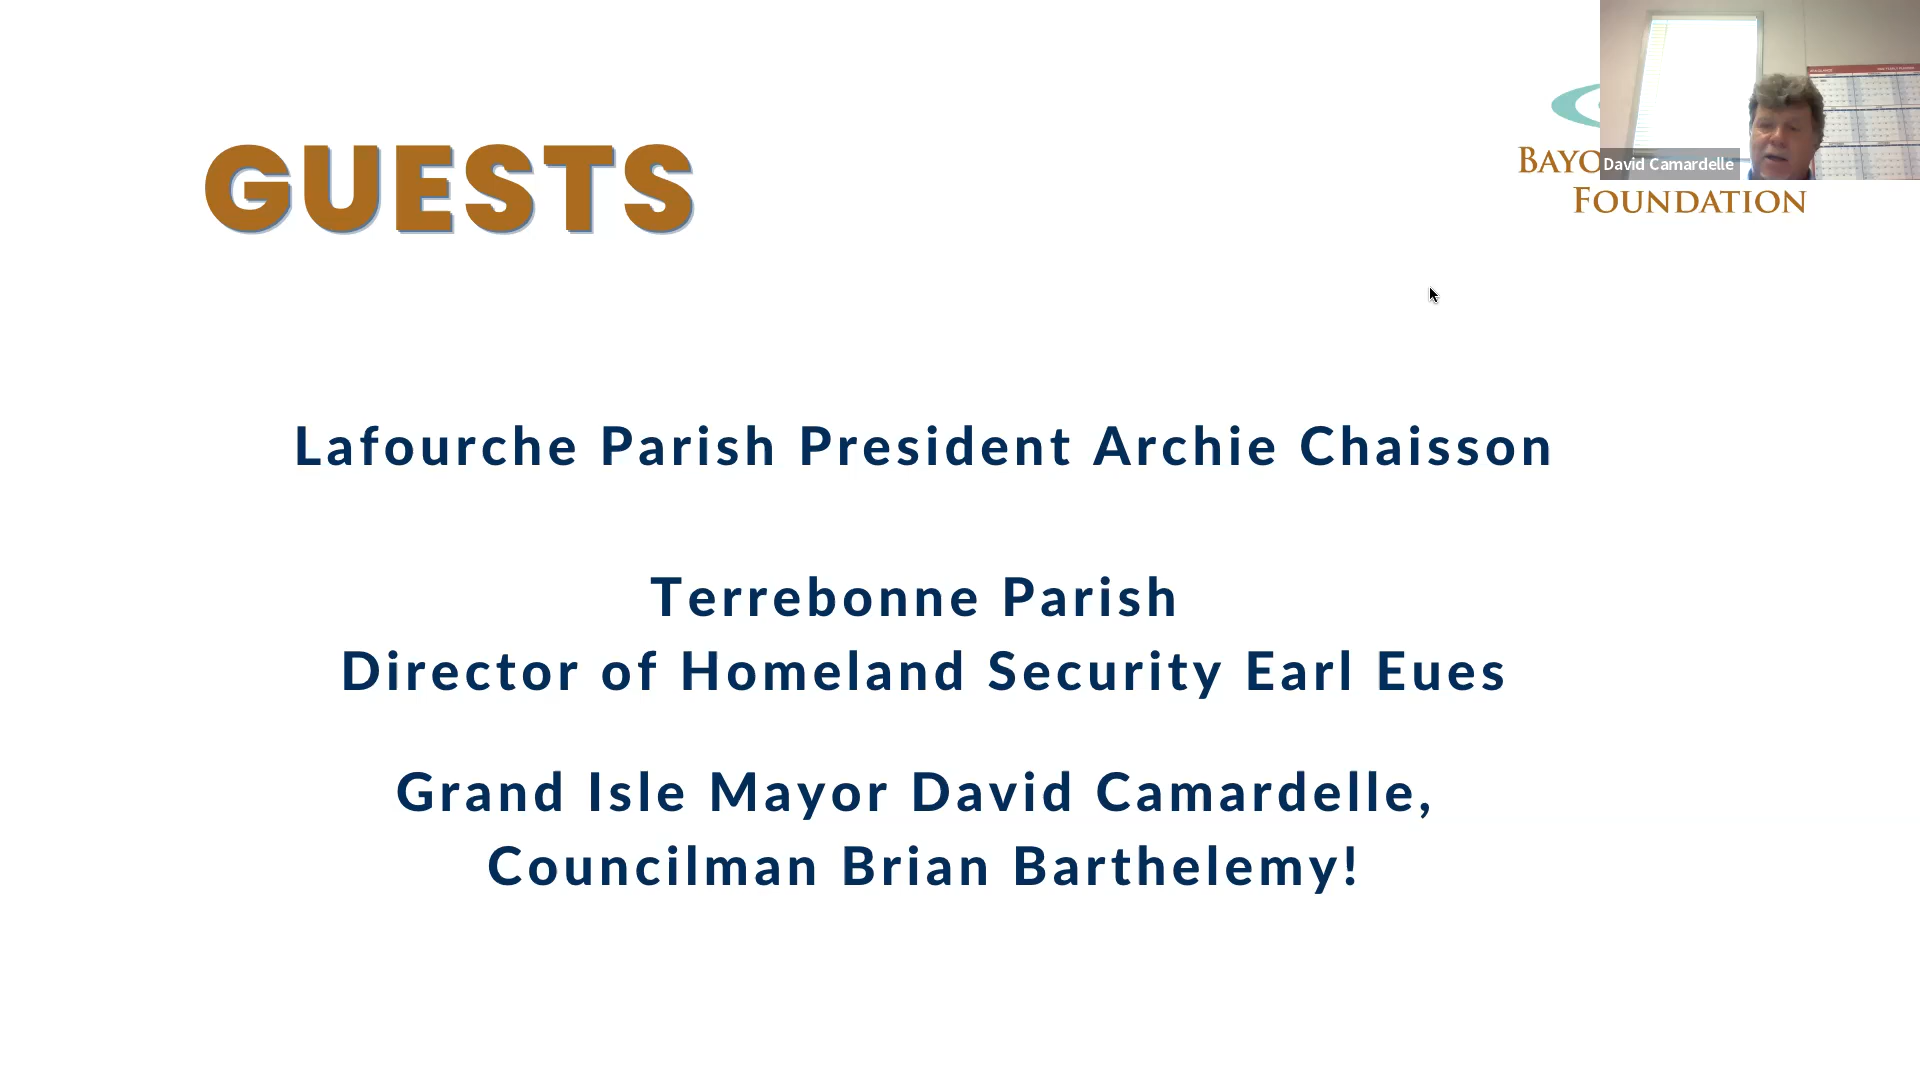 GUESTS
BAYO
FOUNDATION
David Camardelle
Lafourche Parish President Archie Chaisson
Terrebonne Parish
Director of Homeland Security Earl Eues
Grand Isle Mayor David Camardelle,
Councilman Brian Barthelemy!